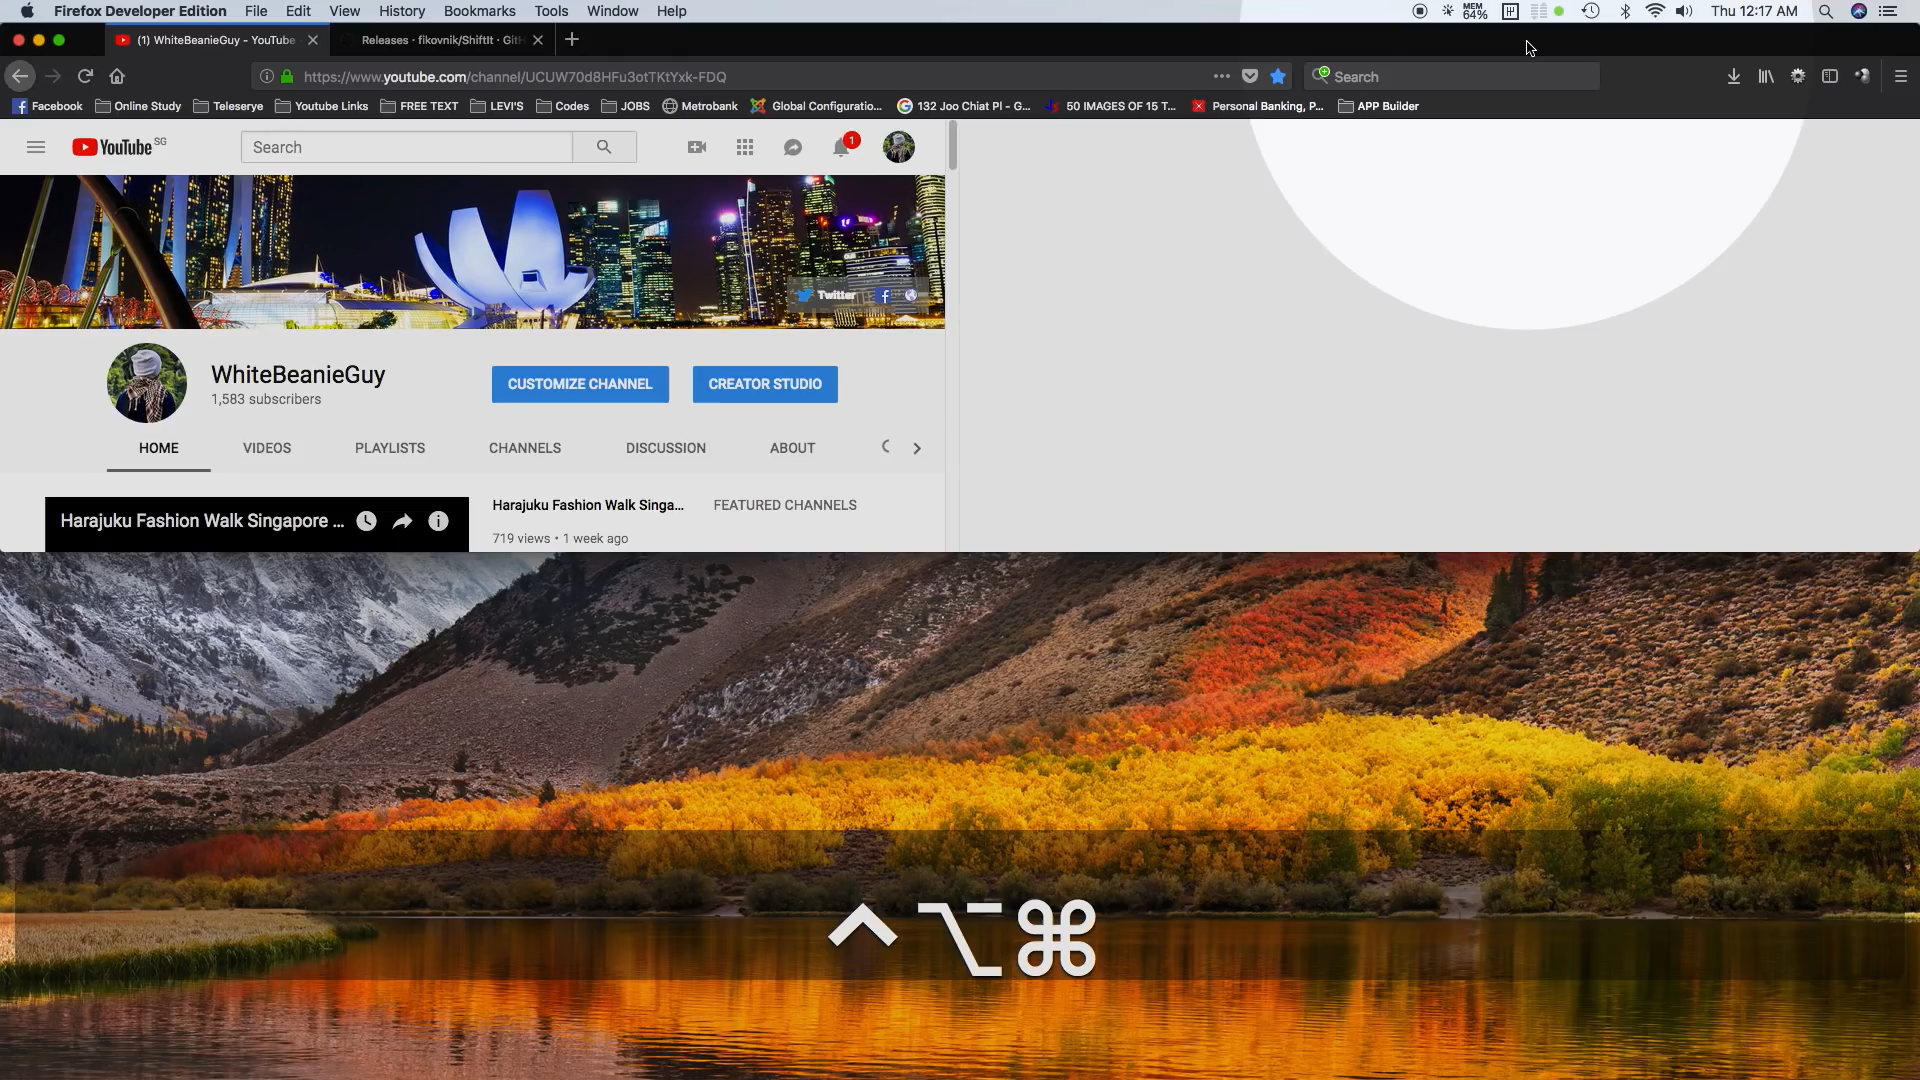 Firefox Developer Edition File Edit View History Bookmarks Tools Window Help MEM 64% Thu 12:17 AM
(1) WhiteBeanieGuy - YouTube Releases · fikovnik/ShiftIt · GitH
https://www.youtube.com/channel/UCUW70d8HFu3otTKtYxk-FDQ Search
Facebook Online Study Teleserye Youtube Links FREE TEXT LEVI'S Codes JOBS Metrobank Global Configuratio... 132 Joo Chiat Pl - G... 50 IMAGES OF 15 T... Personal Banking, P... APP Builder
YouTube SG Search 1
Twitter
WhiteBeanieGuy
1,583 subscribers
CUSTOMIZE CHANNEL CREATOR STUDIO
HOME VIDEOS PLAYLISTS CHANNELS DISCUSSION ABOUT
Harajuku Fashion Walk Singapore ... Harajuku Fashion Walk Singa... FEATURED CHANNELS
719 views • 1 week ago
⌃⌥⌘